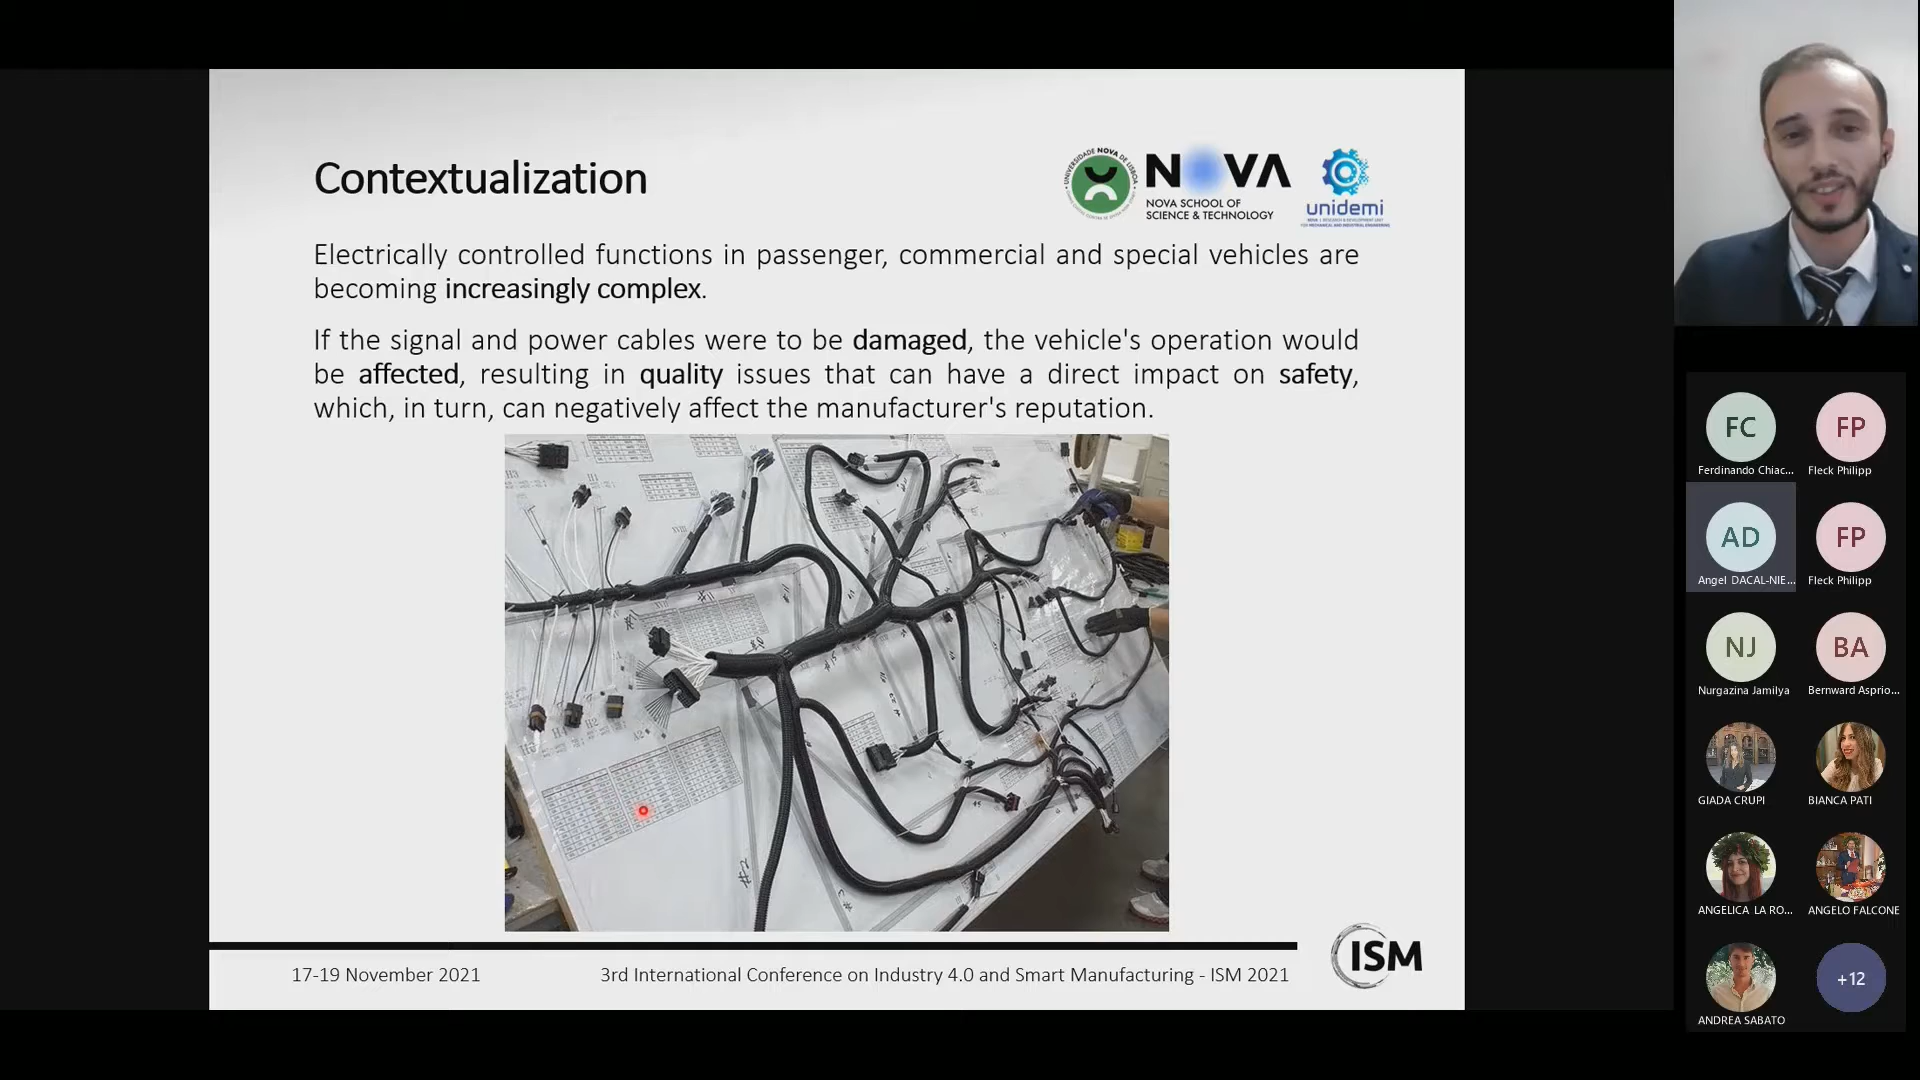 Contextualization
UNIVERSIDADE NOVA DE LISBOA
NOVA
NOVA SCHOOL OF
SCIENCE & TECHNOLOGY
unidemi
Electrically controlled functions in passenger, commercial and special vehicles are
becoming increasingly complex.
If the signal and power cables were to be damaged, the vehicle's operation would
be affected, resulting in quality issues that can have a direct impact on safety,
which, in turn, can negatively affect the manufacturer's reputation.
17-19 November 2021
3rd International Conference on Industry 4.0 and Smart Manufacturing - ISM 2021
ISM
FC
Ferdinando Chiac...
FP
Fleck Philipp
AD
Angel DACAL-NIE...
FP
Fleck Philipp
NJ
Nurgazina Jamilya
BA
Bernward Asprio...
GIADA CRUPI
BIANCA PATI
ANGELICA LA RO...
ANGELO FALCONE
ANDREA SABATO
+12